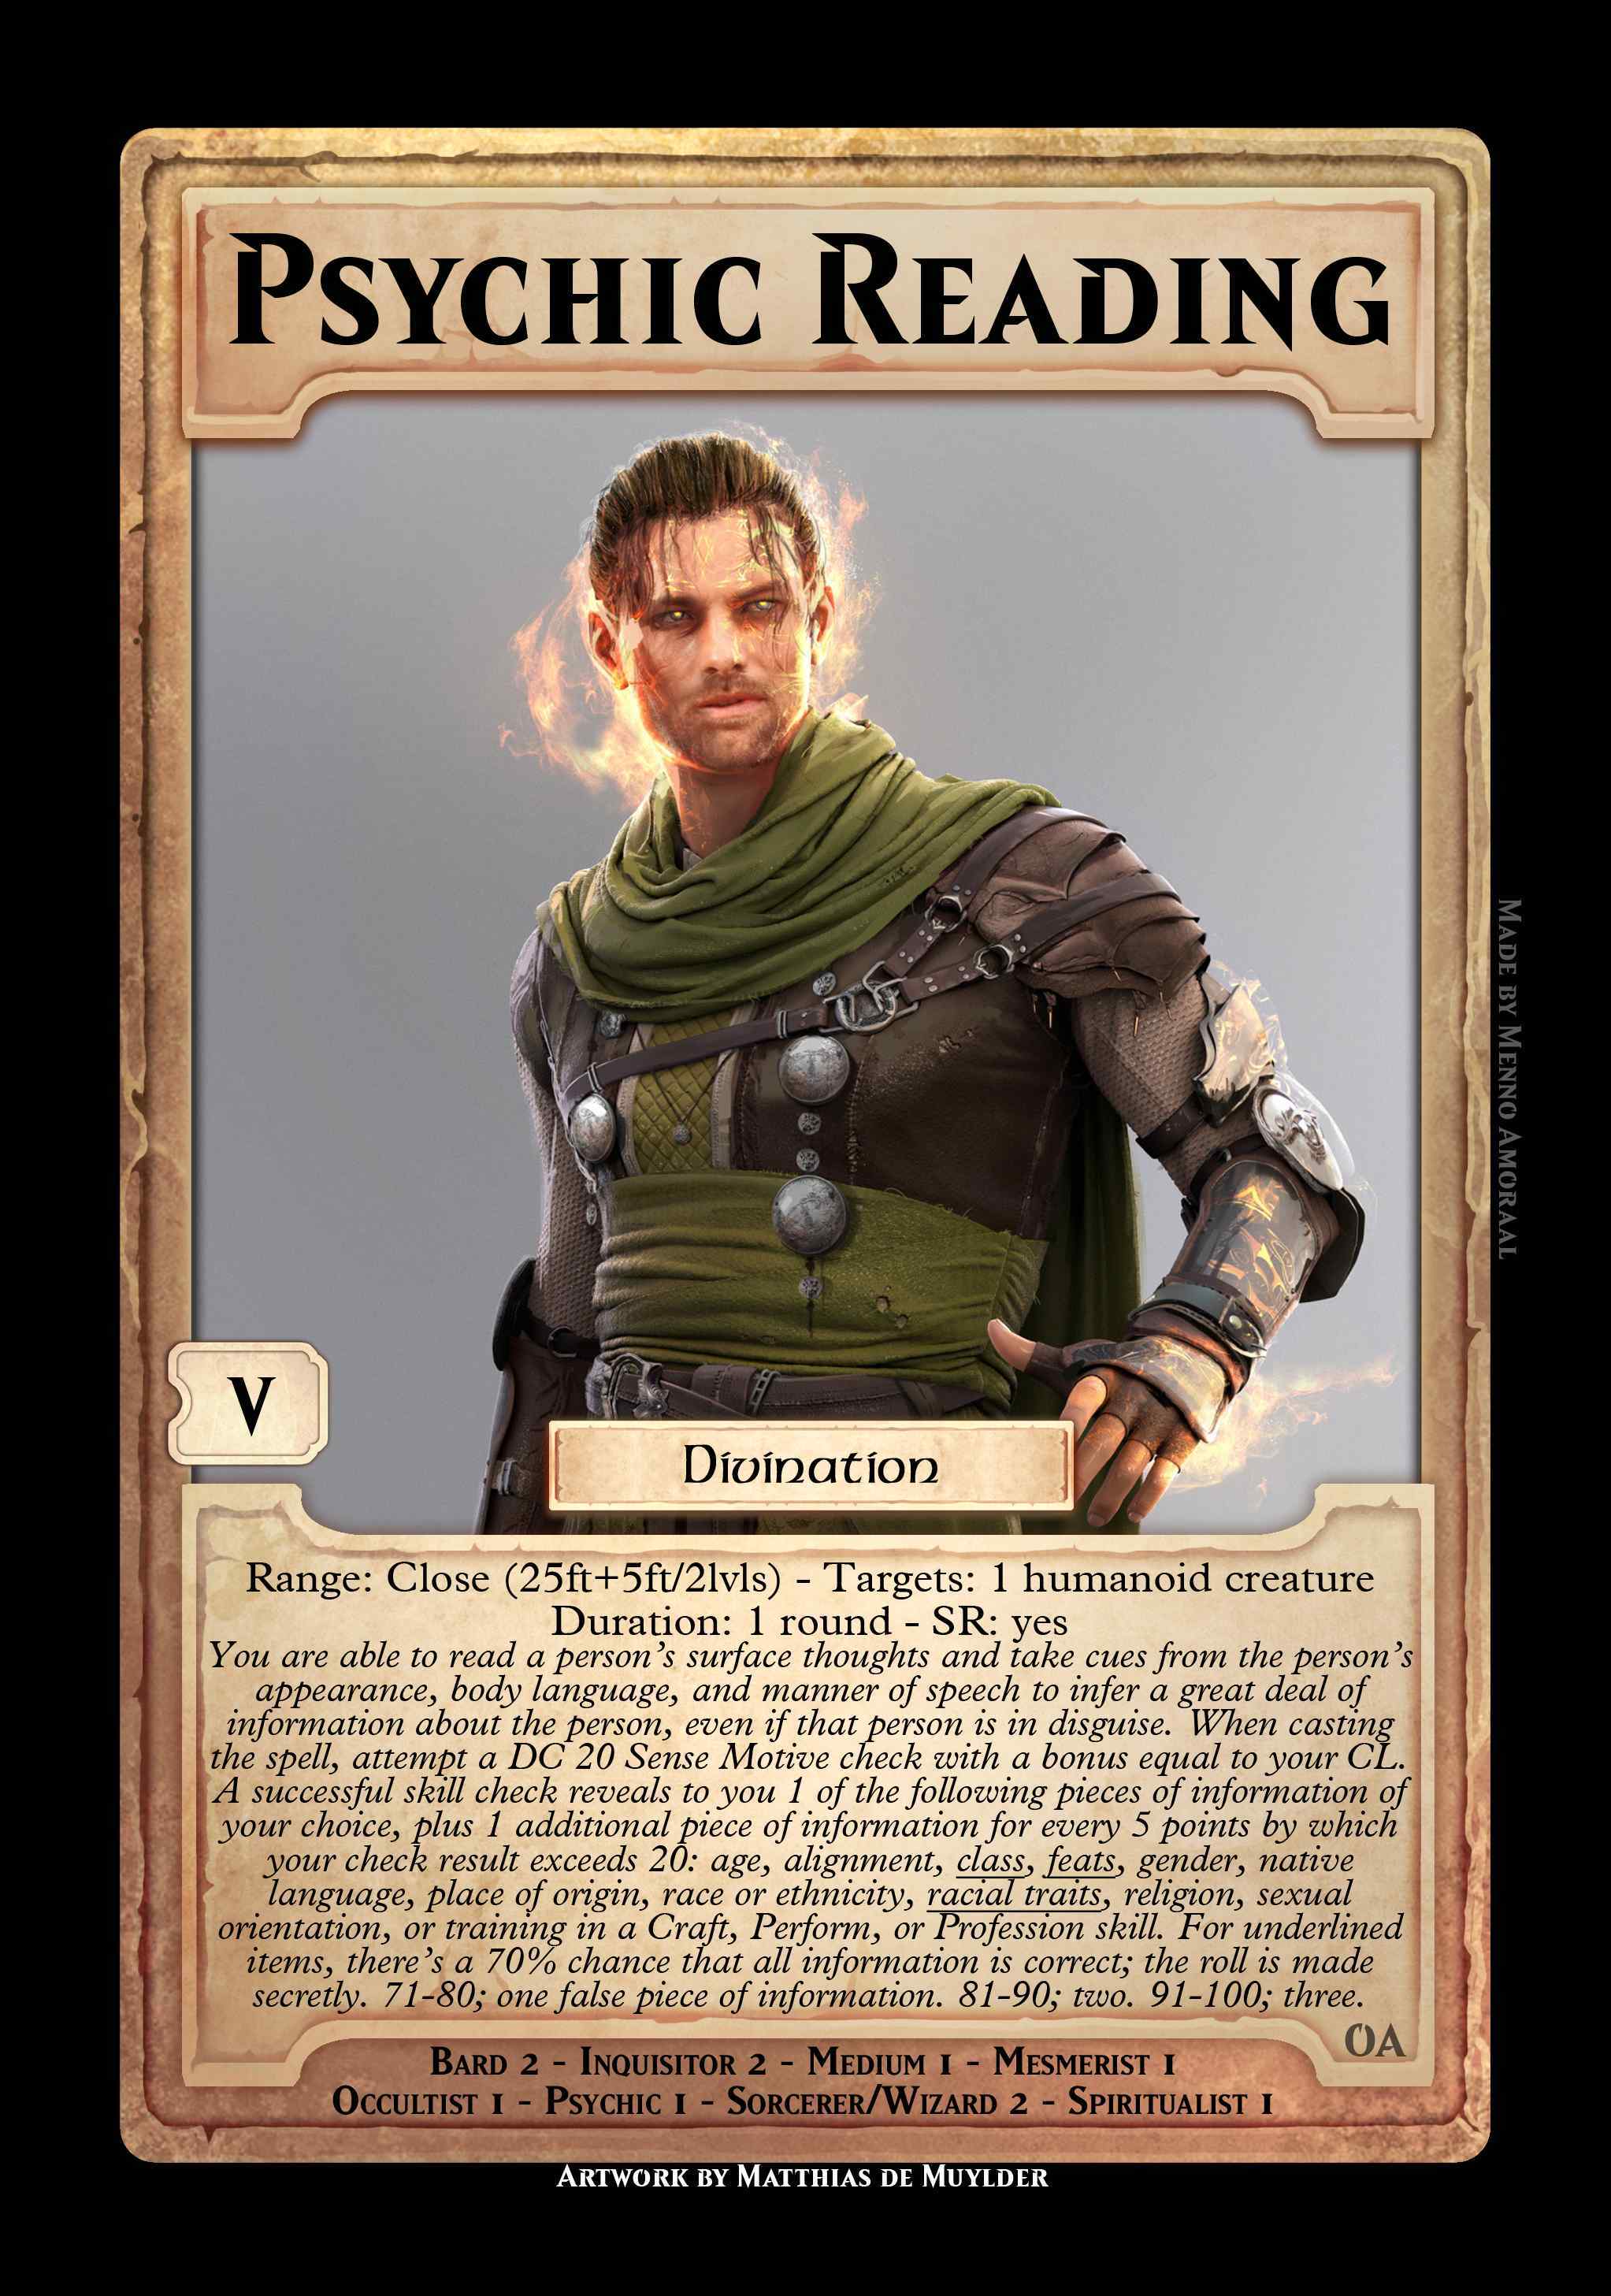 Psychic Reading
V
Divination
Range: Close (25ft+5ft/2lvls) - Targets: 1 humanoid creature
Duration: 1 round - SR: yes
You are able to read a person's surface thoughts and take cues from the person's
appearance, body language, and manner of speech to infer a great deal of
information about the person, even if that person is in disguise. When casting
the spell, attempt a DC 20 Sense Motive check with a bonus equal to your CL.
A successful skill check reveals to you 1 of the following pieces of information of
your choice, plus 1 additional piece of information for every 5 points by which
your check result exceeds 20: age, alignment, class, feats, gender, native
language, place of origin, race or ethnicity, racial traits, religion, sexual
orientation, or training in a Craft, Perform, or Profession skill. For underlined
items, there's a 70% chance that all information is correct; the roll is made
secretly. 71-80; one false piece of information. 81-90; two. 91-100; three.
OA
Bard 2 - Inquisitor 2 - Medium 1 - Mesmerist 1
Occultist 1 - Psychic 1 - Sorcerer/Wizard 2 - Spiritualist 1
Artwork by Matthias de Muylder
Made by Menno Amoraal